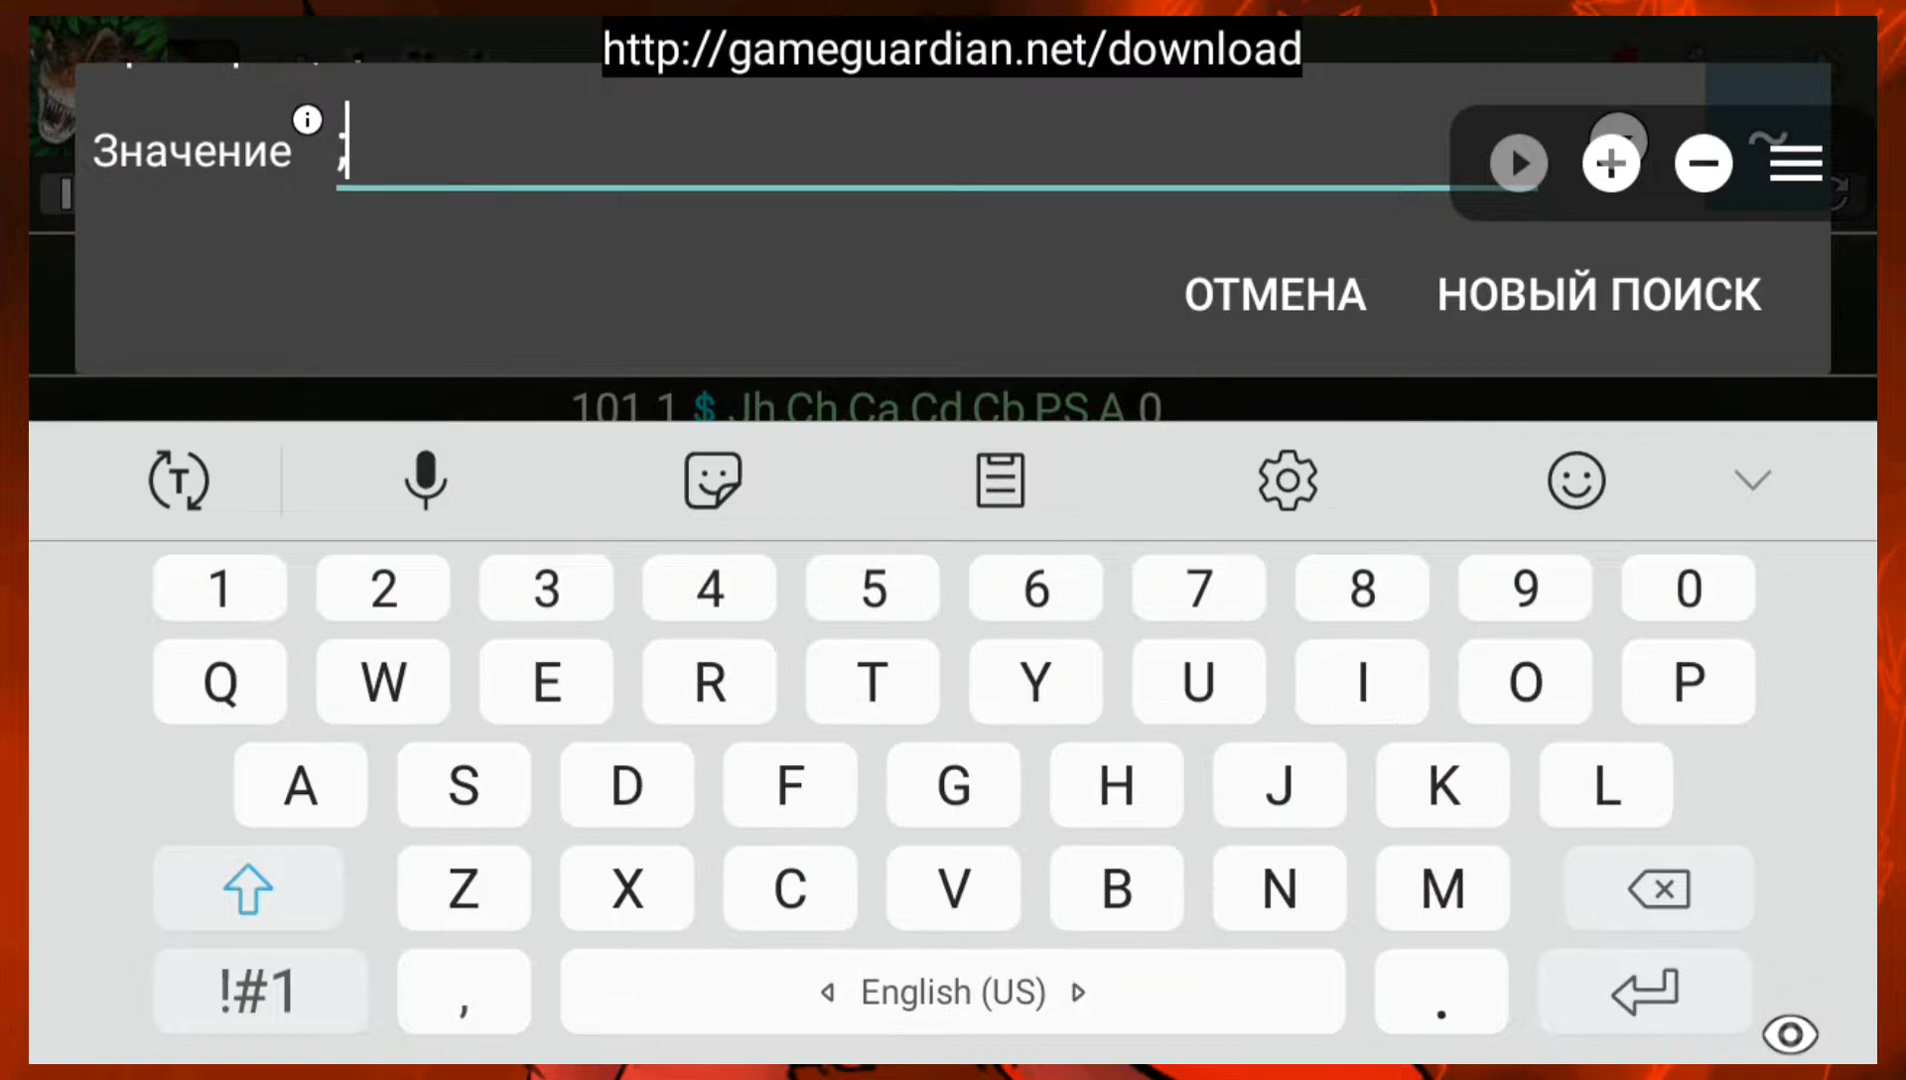 http://gameguardian.net/download
Значение ;
ОТМЕНА НОВЫЙ ПОИСК
101 1 $ Jh.Ch.Ca.Cd.Cb.PS.A 0
1 2 3 4 5 6 7 8 9 0
Q W E R T Y U I O P
A S D F G H J K L
Z X C V B N M
!#1 , English (US) .